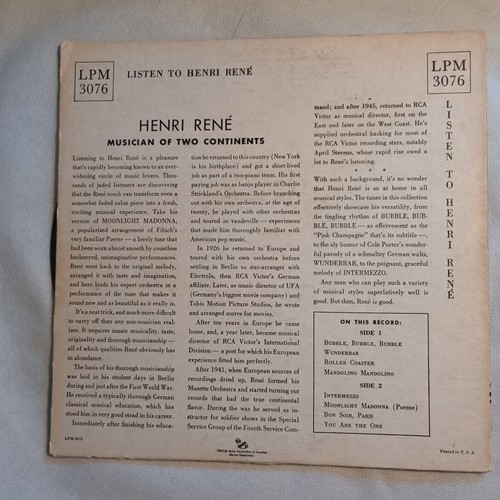 LPM
3076
LISTEN TO HENRI RENÉ
LPM
3076
HENRI RENÉ
MUSICIAN OF TWO CONTINENTS
Listening to Henri René is a pleasure
that's rapidly becoming known to an ever-
widening circle of music lovers. Thou-
sands of jaded listeners are discovering
that the René touch can transform even a
somewhat faded salon piece into a fresh,
exciting musical experience. Take his
version of MOONLIGHT MADONNA, a
popular arrangement of Fibich's
very familiar Poeme — a lovely tune that
had been worn almost smooth by countless
hackneyed, unimaginative performances.
René went back to the original melody,
arranged it with taste and imagination,
and here leads his expert orchestra in a
performance of the tune that makes it
sound new and as beautiful as it really is.
It's a neat trick, and much more difficult
to carry off than any non-musician real-
izes. It requires innate musicality, taste,
originality and thorough musicianship —
all of which qualities René obviously has
in abundance.
The basis of his thorough musicianship
was laid in his student days in Berlin
during and just after the First World War.
He received a typically thorough German
classical musical education, which has
stood him in very good stead in his career.
Immediately after finishing his educa-
tion he returned to this country (New York
is his birthplace) and got a short-lived
job as part of a two-piano team. His first
paying job was as banjo player in Charlie
Strickland's Orchestra. Before branching
out with his own orchestra, at the age of
twenty, he played with other orchestras
and toured in vaudeville — experiences
that made him thoroughly familiar with
American pop music.
In 1926 he returned to Europe and
toured with his own orchestra before
settling in Berlin as star-arranger with
Electrola, then RCA Victor's German
affiliate. Later, as music director of UFA
(Germany's biggest movie company) and
Tobis Motion Picture Studios, he wrote
and arranged scores for movies.
After ten years in Europe he came
home, and, a year later, became musical
director of RCA Victor's International
Division — a post for which his European
experience fitted him perfectly.
After 1941, when European sources of
recordings dried up, René formed his
Musette Orchestra and started turning out
records that had the true continental
flavor. During the war he served as in-
structor for soldier shows in the Special
Service Group of the Fourth Service Com-
mand; and after 1945, returned to RCA
Victor as musical director, first on the
East and later on the West Coast. He's
supplied orchestral backing for most of
the RCA Victor recording stars, notably
April Stevens, whose rapid rise owed a
lot to René's batoning.
* * *
With such a background, it's no wonder
that Henri René is so at home in all
musical styles. The tunes in this collection
effectively showcase his versatility, from
the tingling rhythm of BUBBLE, BUB-
BLE, BUBBLE — as effervescent as the
"Pink Champagne" that's its subtitle —,
to the sly humor of Cole Porter's wonder-
ful parody of a schmaltzy German waltz,
WUNDERBAR, to the poignant, graceful
melody of INTERMEZZO.
Any man who can play such a variety
of musical styles superlatively well is
good. But then, René is good.
ON THIS RECORD:
SIDE 1
BUBBLE, BUBBLE, BUBBLE
WUNDERBAR
ROLLER COASTER
MANDOLINO MANDOLINO
SIDE 2
INTERMEZZO
MOONLIGHT MADONNA (Poeme)
BON SOIR, PARIS
YOU ARE THE ONE
LISTEN TO HENRI RENÉ
LPM-3076
Printed in U. S. A.